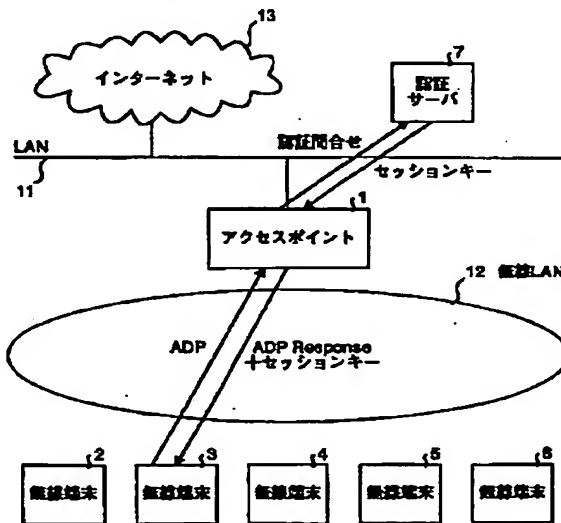 13
インターネット
7
認証
サーバ
LAN
認証問合せ
11
セッションキー
1
アクセスポイント
12 無線LAN
ADP
ADP Response
＋セッションキー
2
3
4
5
6
無線端末
無線端末
無線端末
無線端末
無線端末